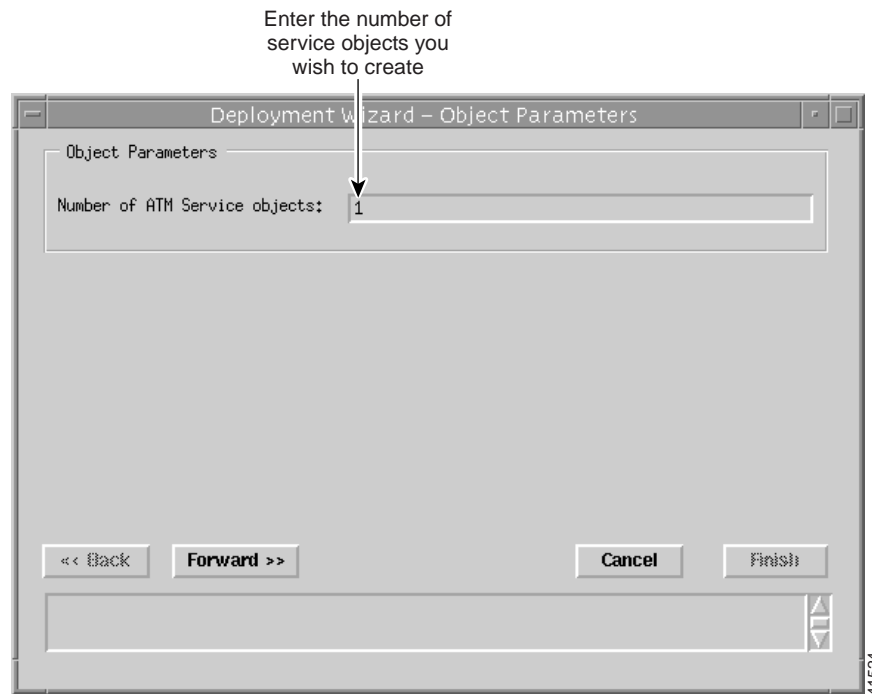 Enter the number of
service objects you
wish to create
Deployment Wizard – Object Parameters
Object Parameters
Number of ATM Service objects:
1
<< Back
Forward >>
Cancel
Finish